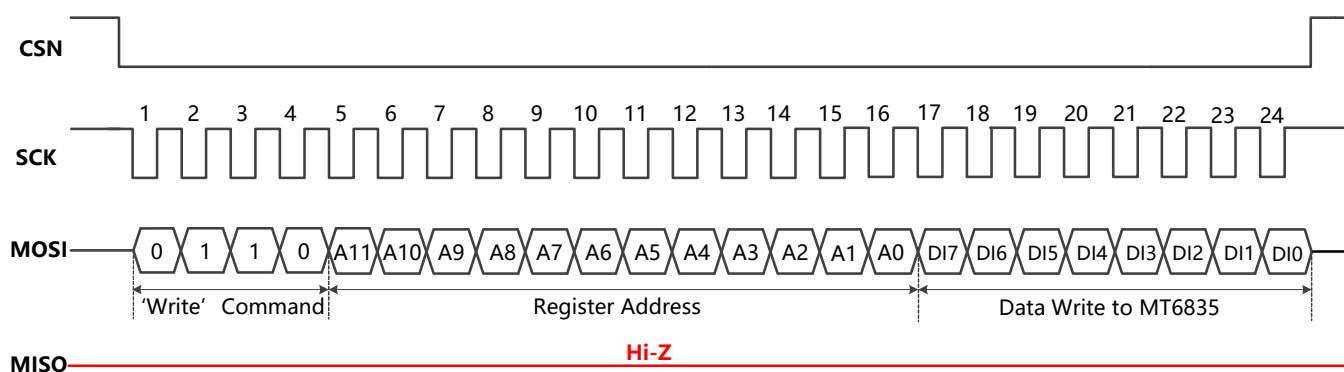 CSN
1 2 3 4 5 6 7 8 9 10 11 12 13 14 15 16 17 18 19 20 21 22 23 24
SCK
MOSI 0 1 1 0 A11 A10 A9 A8 A7 A6 A5 A4 A3 A2 A1 A0 DI7 DI6 DI5 DI4 DI3 DI2 DI1 DI0
‘Write’ Command Register Address Data Write to MT6835
Hi-Z
MISO